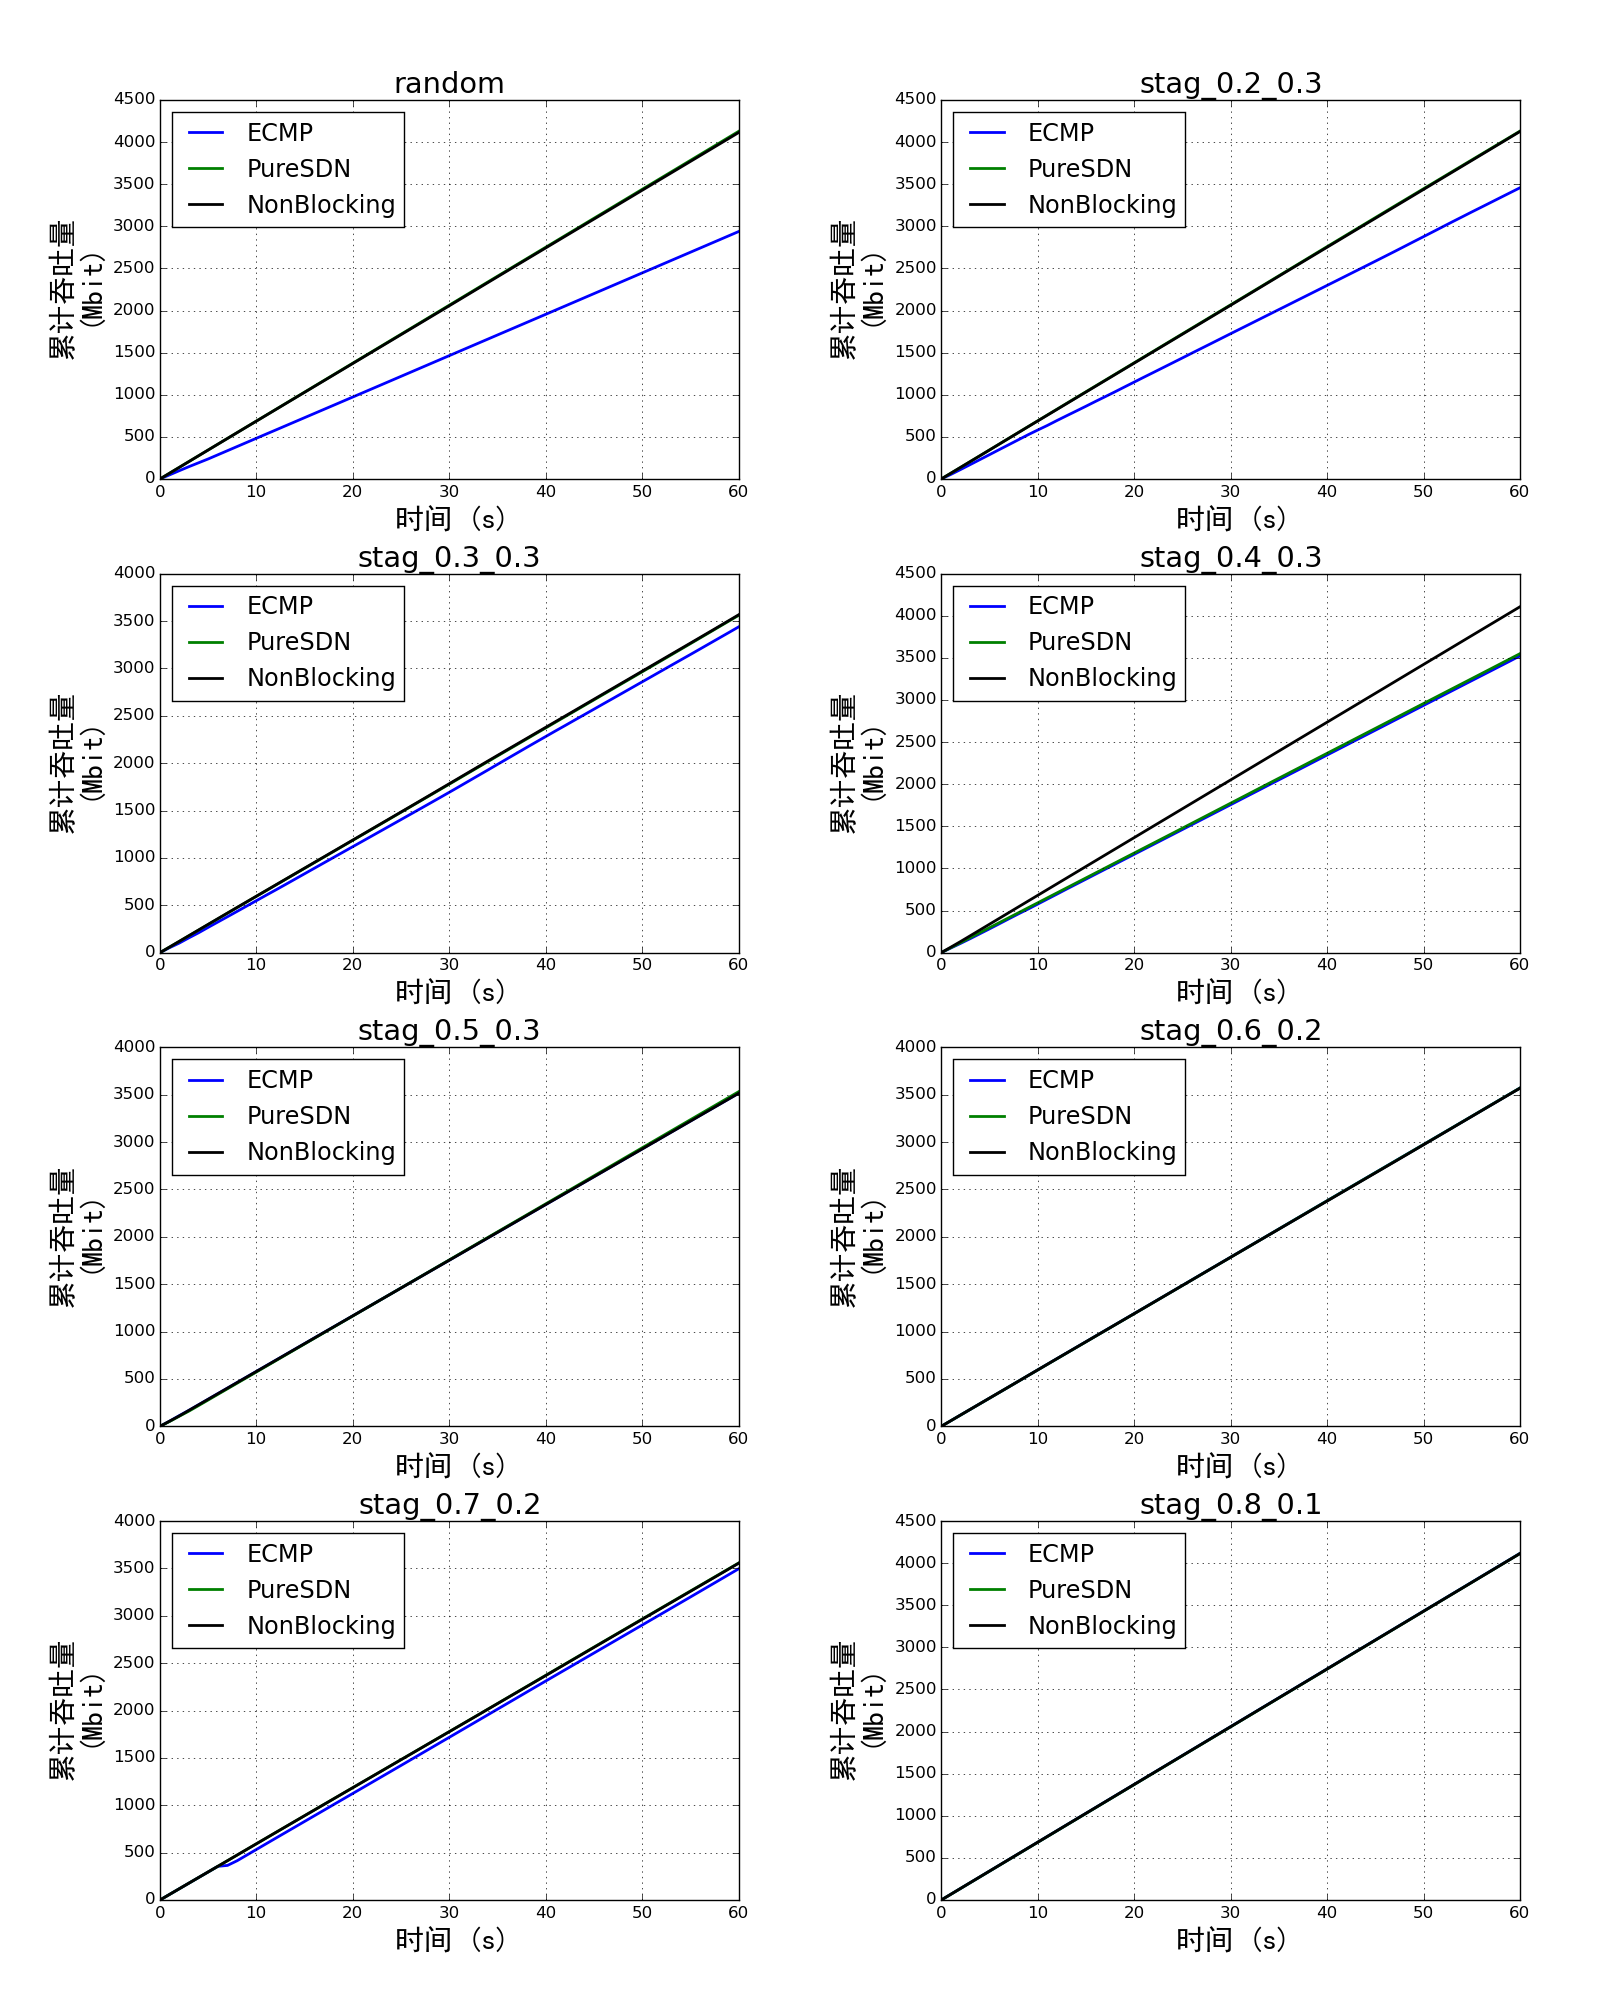 random
4500
4000
3500
3000
2500
2000
1500
1000
500
0
ECMP
PureSDN
NonBlocking
累计吞吐量
(Mbit)
0 10 20 30 40 50 60
时间 (s)
stag_0.2_0.3
4500
4000
3500
3000
2500
2000
1500
1000
500
0
ECMP
PureSDN
NonBlocking
累计吞吐量
(Mbit)
0 10 20 30 40 50 60
时间 (s)
stag_0.3_0.3
4000
3500
3000
2500
2000
1500
1000
500
0
ECMP
PureSDN
NonBlocking
累计吞吐量
(Mbit)
0 10 20 30 40 50 60
时间 (s)
stag_0.4_0.3
4500
4000
3500
3000
2500
2000
1500
1000
500
0
ECMP
PureSDN
NonBlocking
累计吞吐量
(Mbit)
0 10 20 30 40 50 60
时间 (s)
stag_0.5_0.3
4000
3500
3000
2500
2000
1500
1000
500
0
ECMP
PureSDN
NonBlocking
累计吞吐量
(Mbit)
0 10 20 30 40 50 60
时间 (s)
stag_0.6_0.2
4000
3500
3000
2500
2000
1500
1000
500
0
ECMP
PureSDN
NonBlocking
累计吞吐量
(Mbit)
0 10 20 30 40 50 60
时间 (s)
stag_0.7_0.2
4000
3500
3000
2500
2000
1500
1000
500
0
ECMP
PureSDN
NonBlocking
累计吞吐量
(Mbit)
0 10 20 30 40 50 60
时间 (s)
stag_0.8_0.1
4500
4000
3500
3000
2500
2000
1500
1000
500
0
ECMP
PureSDN
NonBlocking
累计吞吐量
(Mbit)
0 10 20 30 40 50 60
时间 (s)